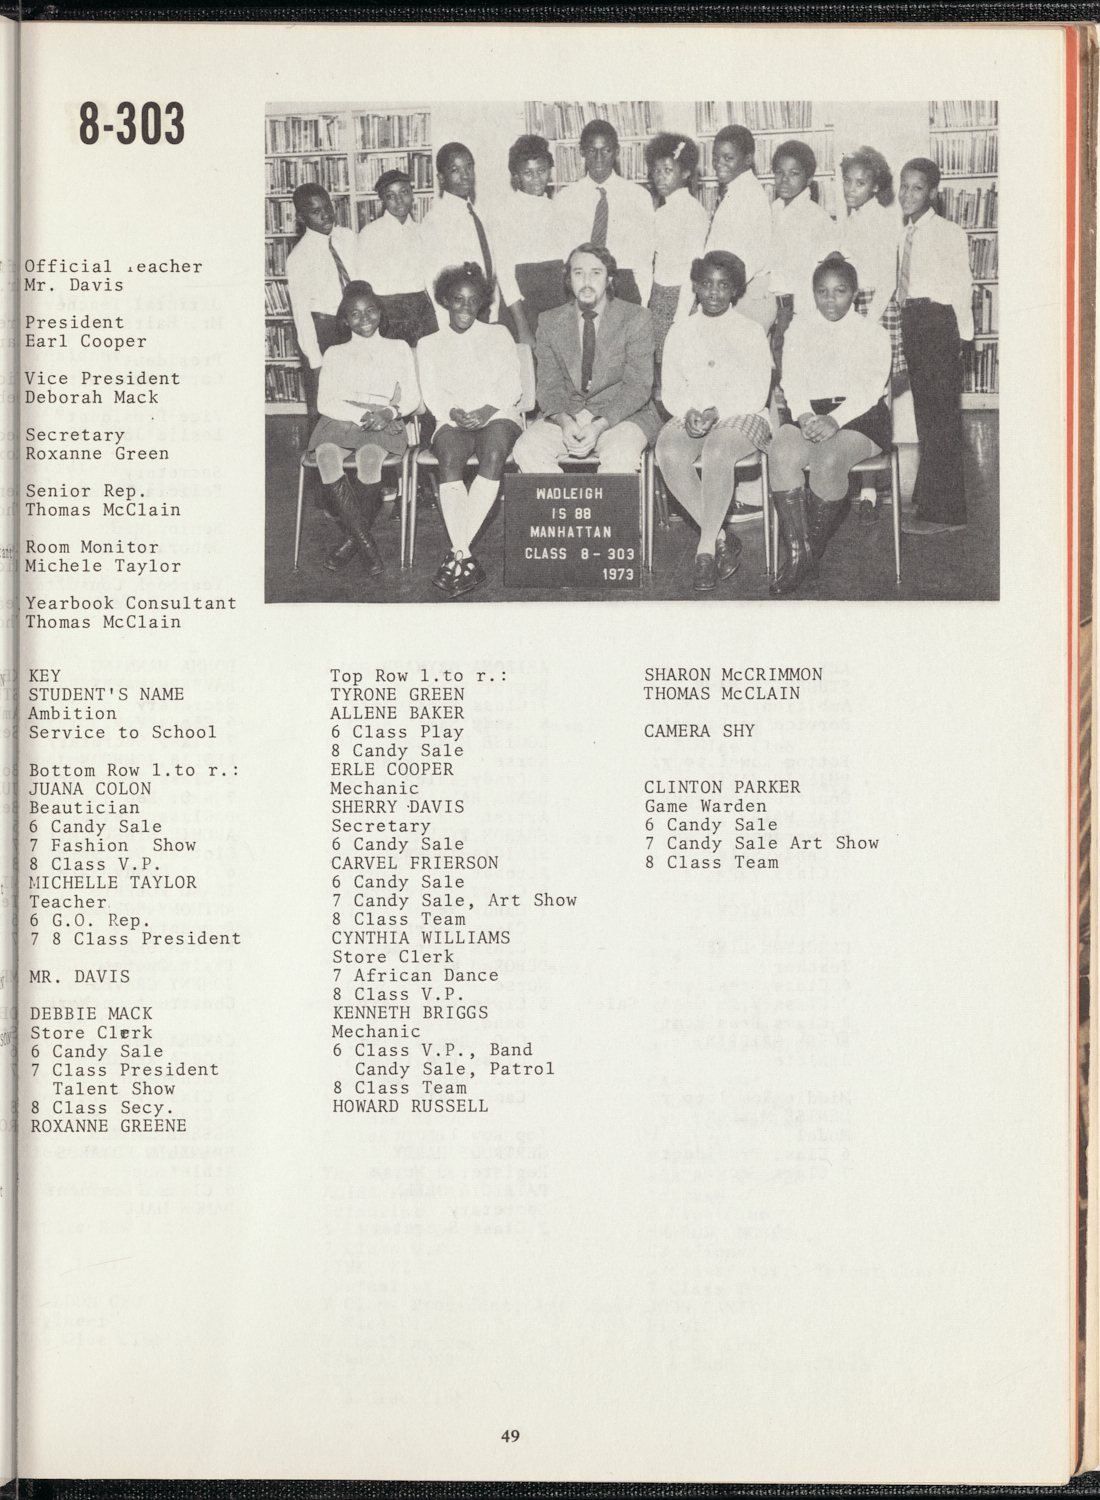 8-303
Official Teacher
Mr. Davis
President
Earl Cooper
Vice President
Deborah Mack
Secretary
Roxanne Green
Senior Rep.
Thomas McClain
Room Monitor
Michele Taylor
Yearbook Consultant
Thomas McClain
WADLEIGH
IS 88
MANHATTAN
CLASS 8-303
1973
KEY
STUDENT'S NAME
Ambition
Service to School
Bottom Row l.to r.:
JUANA COLON
Beautician
6 Candy Sale
7 Fashion Show
8 Class V.P.
MICHELLE TAYLOR
Teacher
6 G.O. Rep.
7 8 Class President
MR. DAVIS
DEBBIE MACK
Store Clerk
6 Candy Sale
7 Class President
Talent Show
8 Class Secy.
ROXANNE GREENE
Top Row l.to r.:
TYRONE GREEN
ALLENE BAKER
6 Class Play
8 Candy Sale
ERLE COOPER
Mechanic
SHERRY DAVIS
Secretary
6 Candy Sale
CARVEL FRIERSON
6 Candy Sale
7 Candy Sale, Art Show
8 Class Team
CYNTHIA WILLIAMS
Store Clerk
7 African Dance
8 Class V.P.
KENNETH BRIGGS
Mechanic
6 Class V.P., Band
Candy Sale, Patrol
8 Class Team
HOWARD RUSSELL
SHARON McCRIMMON
THOMAS McCLAIN
CAMERA SHY
CLINTON PARKER
Game Warden
6 Candy Sale
7 Candy Sale Art Show
8 Class Team
49